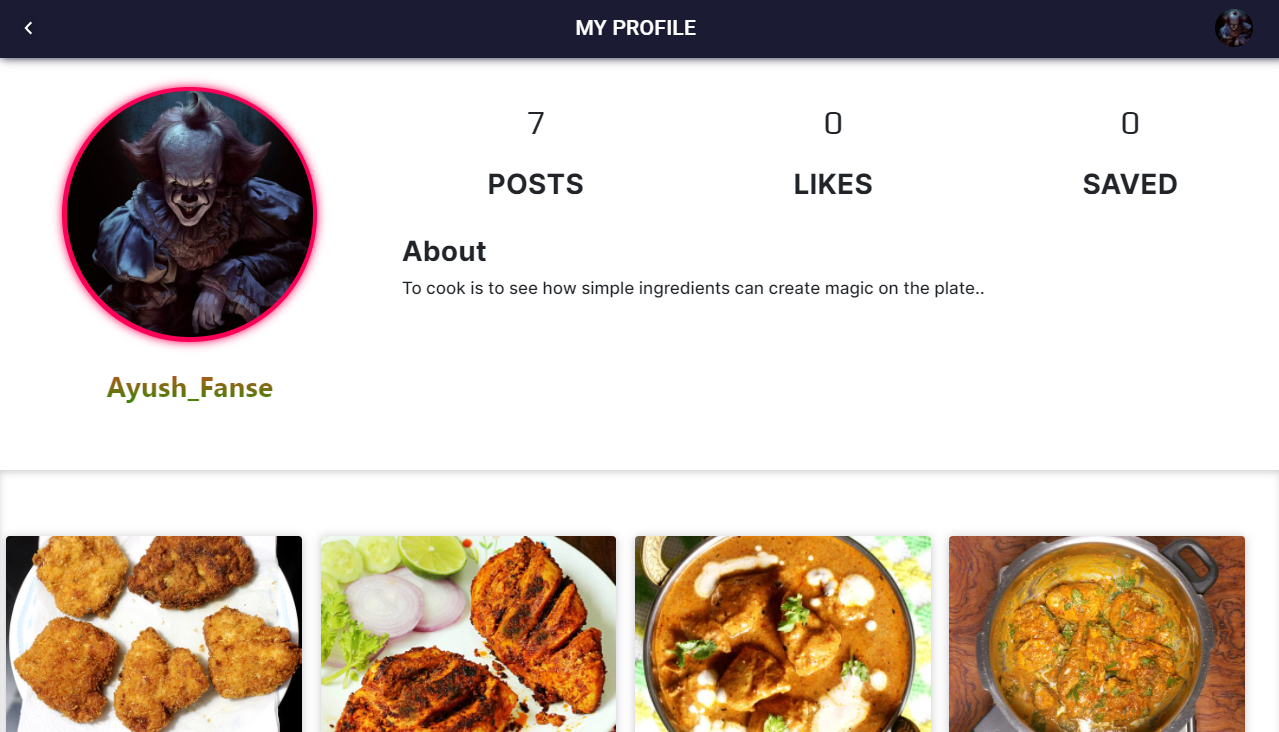 MY PROFILE
7
0
0
POSTS
LIKES
SAVED
About
To cook is to see how simple ingredients can create magic on the plate..
Ayush_Fanse